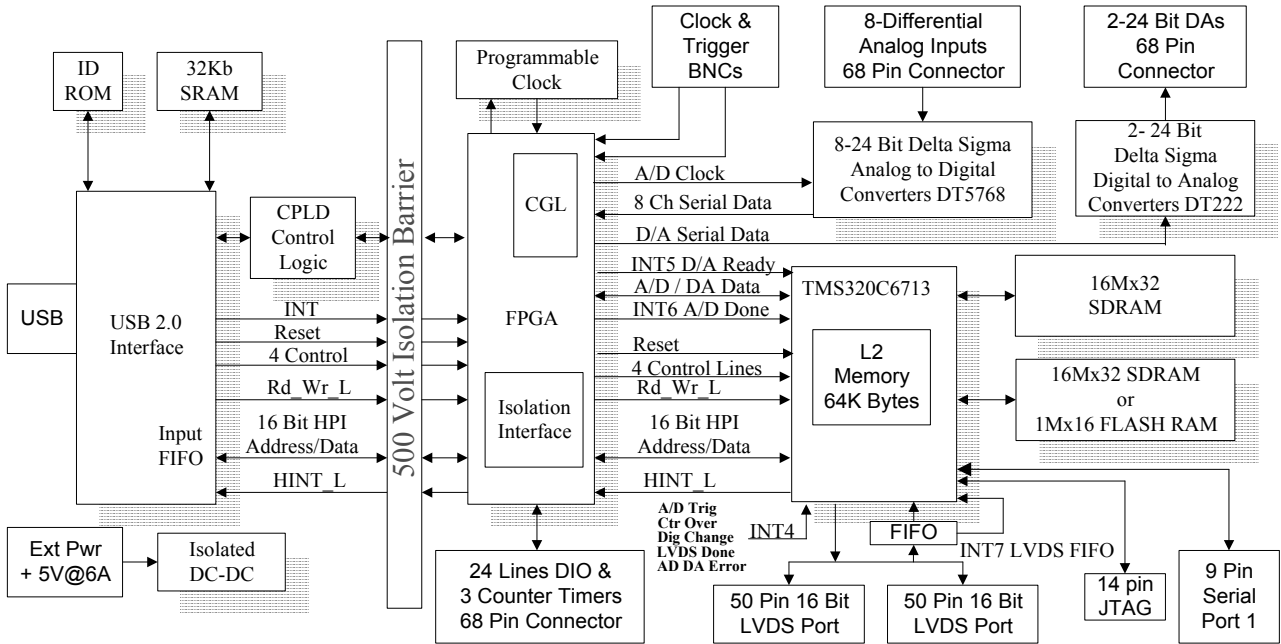 ID
ROM
32Kb
SRAM
Programmable
Clock
Clock &
Trigger
BNCs
8-Differential
Analog Inputs
68 Pin Connector
2-24 Bit DAs
68 Pin
Connector
USB
USB 2.0
Interface
Input
FIFO
CPLD
Control
Logic
INT
Reset
4 Control
Rd_Wr_L
16 Bit HPI
Address/Data
HINT_L
500 Volt Isolation Barrier
CGL
FPGA
Isolation
Interface
A/D Clock
8 Ch Serial Data
D/A Serial Data
8-24 Bit Delta Sigma
Analog to Digital
Converters DT5768
2- 24 Bit
Delta Sigma
Digital to Analog
Converters DT222
INT5 D/A Ready
A/D / DA Data
INT6 A/D Done
Reset
4 Control Lines
Rd_Wr_L
16 Bit HPI
Address/Data
HINT_L
TMS320C6713
L2
Memory
64K Bytes
16Mx32
SDRAM
16Mx32 SDRAM
or
1Mx16 FLASH RAM
A/D Trig
Ctr Over
Dig Change
LVDS Done
AD DA Error
INT4
FIFO
INT7 LVDS FIFO
Ext Pwr
+ 5V@6A
Isolated
DC-DC
24 Lines DIO &
3 Counter Timers
68 Pin Connector
50 Pin 16 Bit
LVDS Port
50 Pin 16 Bit
LVDS Port
14 pin
JTAG
9 Pin
Serial
Port 1